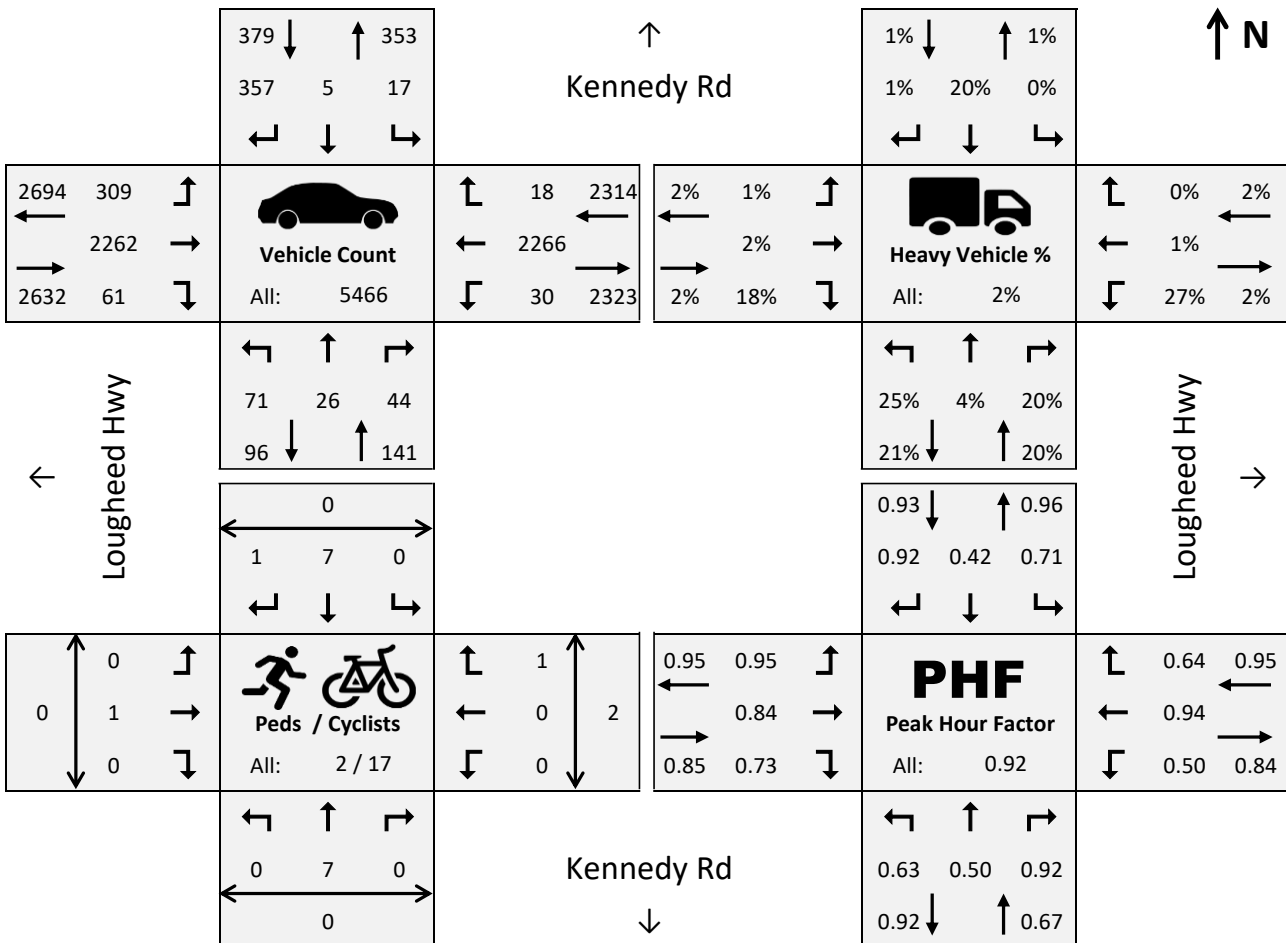 379 353 1% 1% N
357 5 17 Kennedy Rd 1% 20% 0%
2694 309 18 2314 2% 1% 0% 2%
2262 2266 2% 1%
Vehicle Count Heavy Vehicle %
2632 61 All: 5466 30 2323 2% 18% All: 2% 27% 2%
71 26 44 25% 4% 20%
96 141 21% 20%
Lougheed Hwy Lougheed Hwy
0 0.93 0.96
1 7 0 0.92 0.42 0.71
0 1 0.95 0.95 PHF 0.64 0.95
0 1 0 2 0.84 0.94
Peds / Cyclists Peak Hour Factor
0 All: 2 / 17 0 0.85 0.73 All: 0.92 0.50 0.84
0 7 0 Kennedy Rd 0.63 0.50 0.92
0 0.92 0.67